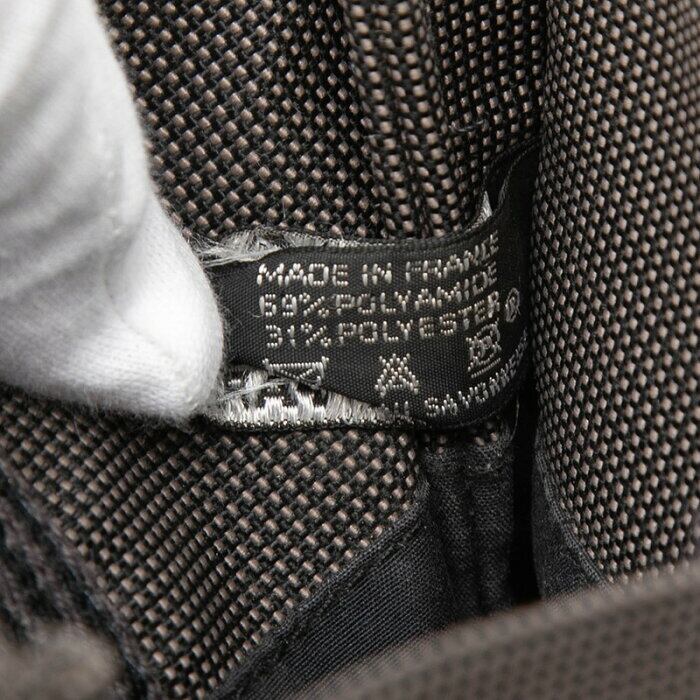 MADE IN FRANCE
69% POLYAMIDE
31% POLYESTER